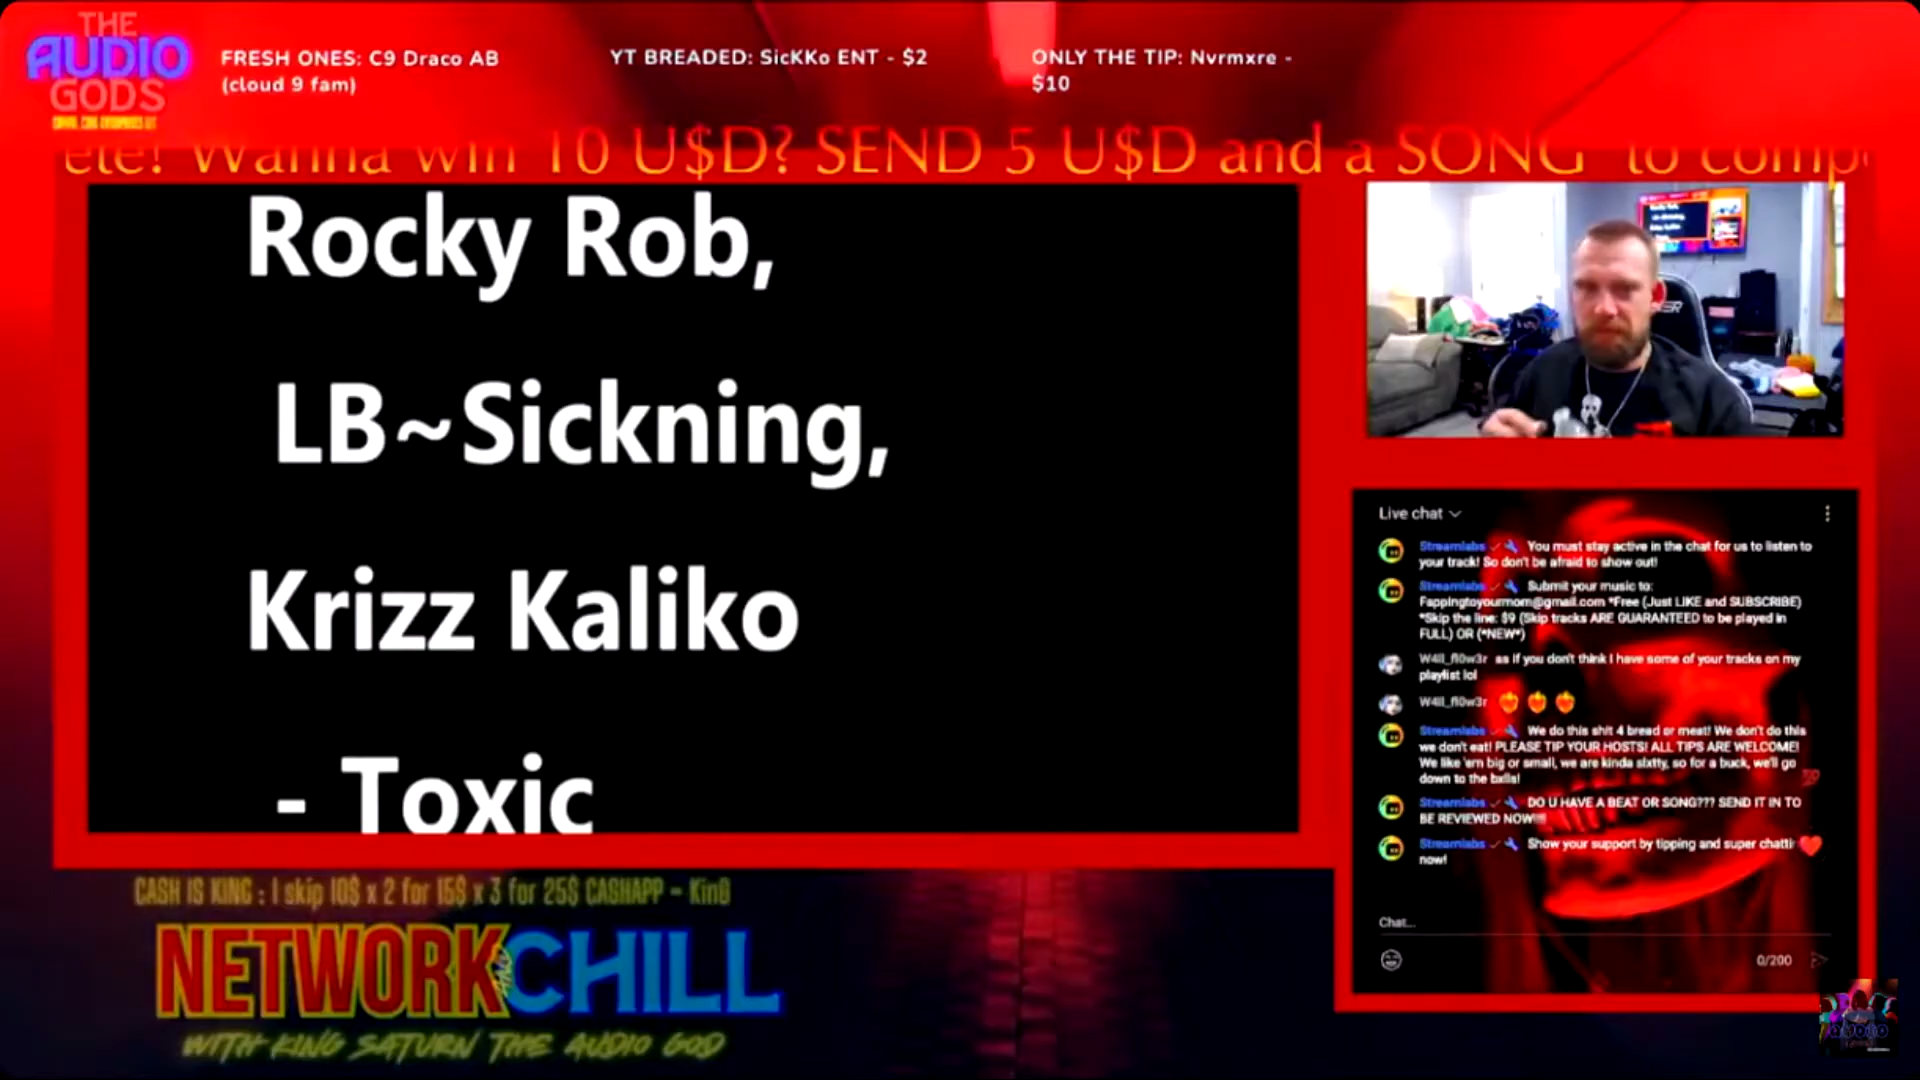 THE
AUDIO
GODS
FRESH ONES: C9 Draco AB
(cloud 9 fam)
YT BREADED: SicKKo ENT - $2
ONLY THE TIP: Nvrmxre -
$10
ete! Wanna win 10 U$D? SEND 5 U$D and a SONG to comp
Rocky Rob,
LB~Sickning,
Krizz Kaliko
- Toxic
Live chat
Streamlabs You must stay active in the chat for us to listen to
your track! So don't be afraid to show out!
Streamlabs Submit your music to:
Fappingtoyourmom@gmail.com *Free (Just LIKE and SUBSCRIBE)
*Skip the line: $9 (Skip tracks ARE GUARANTEED to be played in
FULL) OR (*NEW*)
W4ll_fl0w3r as if you don't think I have some of your tracks on my
playlist lol
W4ll_fl0w3r
Streamlabs We do this shit 4 bread or meat! We don't do this
we don't eat! PLEASE TIP YOUR HOSTS! ALL TIPS ARE WELCOME!
We like 'em big or small, we are kinda slxtty, so for a buck, we'll go
down to the bxlls!
Streamlabs DO U HAVE A BEAT OR SONG??? SEND IT IN TO
BE REVIEWED NOW!!!!
Streamlabs Show your support by tipping and super chatti
now!
Chat...
0/200
CASH IS KING : 1 skip 10$ x 2 for 15$ x 3 for 25$ CASHAPP - Kin8
NETWORK AND CHILL
WITH KING SATURN THE AUDIO GOD